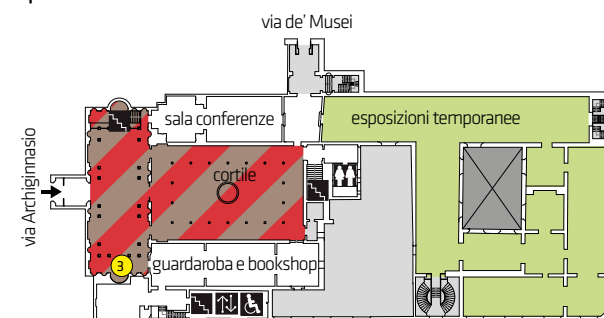 via de' Musei
sala conferenze
esposizioni temporanee
via Archiginnasio
cortile
3
guardaroba e bookshop